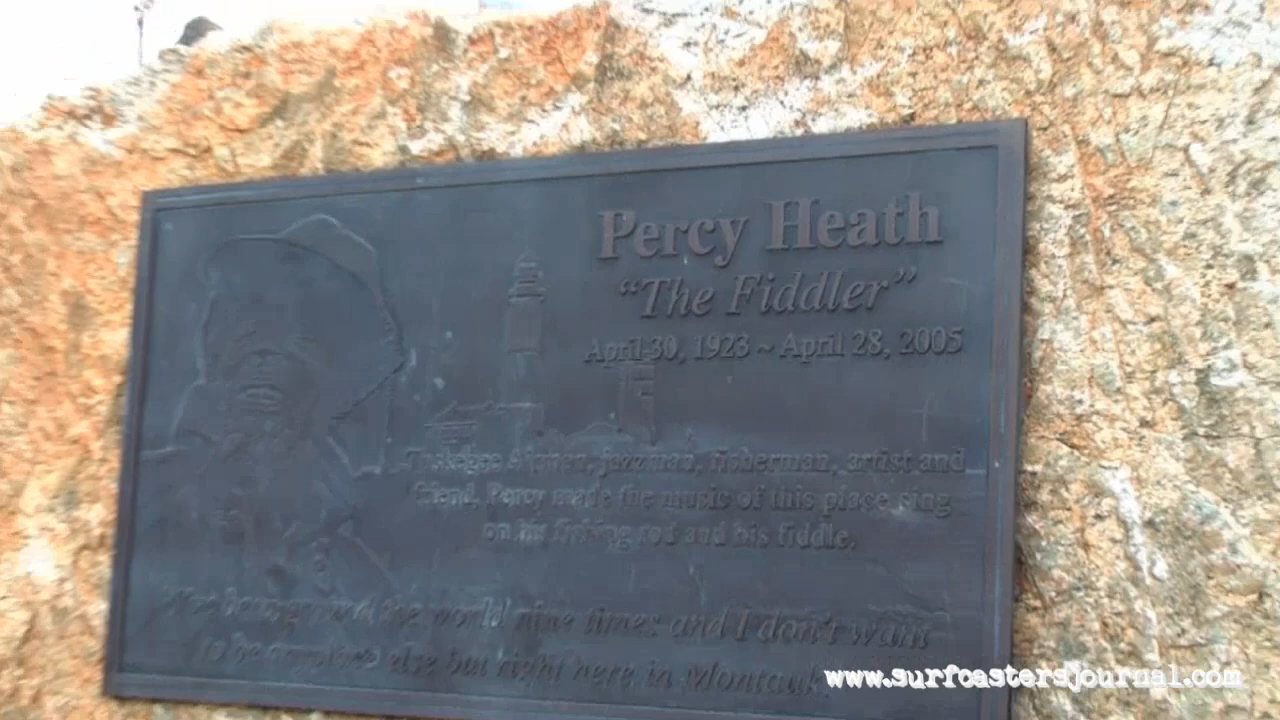 Percy Heath
“The Fiddler”
April 30, 1923 ~ April 28, 2005
Tuskegee Airman, jazzman, fisherman, artist and
friend, Percy made the music of this place sing
on his fishing rod and his fiddle.
"I've been around the world nine times and I don't want
to be anyplace else but right here in Montauk
www.surfcastersjournal.com